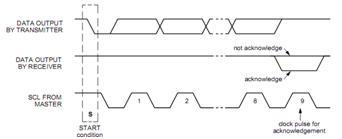 DATA OUTPUT
BY TRANSMITTER
not acknowledge
DATA OUTPUT
BY RECEIVER
acknowledge
SCL FROM
MASTER
1
2
8
9
S
START
condition
clock pulse for
acknowledgement